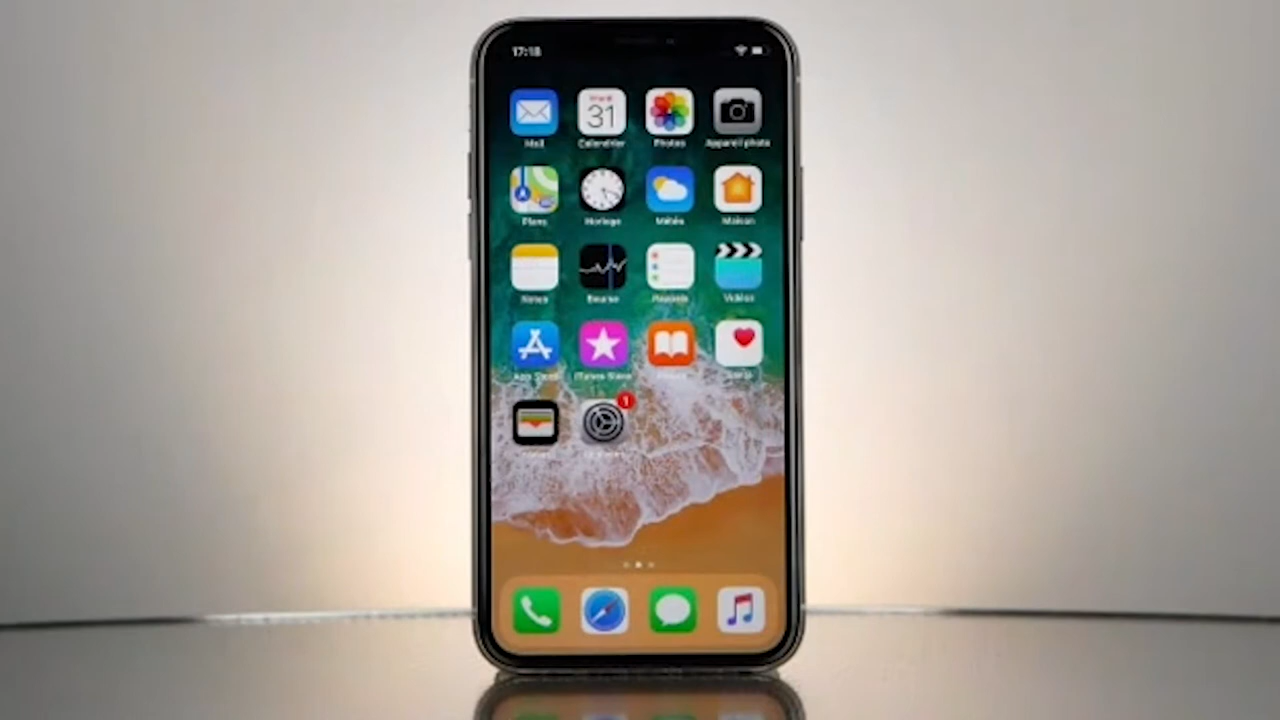 17:18
31
Mail Calendrier Photos Appareil photo
Plans Horloge Météo Maison
Notes Bourse Rappels Vidéos
App Store iTunes Store
1